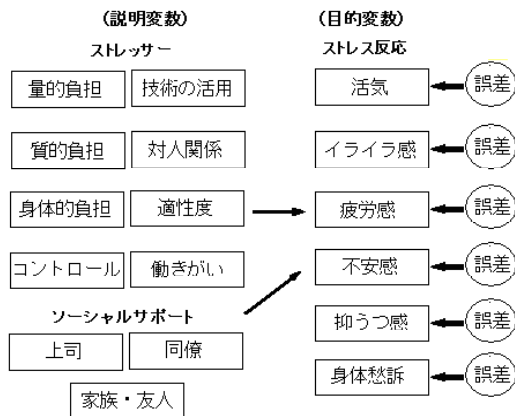 (説明変数) (目的変数)
ストレッサー ストレス反応
量的負担 技術の活用 活気 誤差
質的負担 対人関係 イライラ感 誤差
身体的負担 適性度 疲労感 誤差
コントロール 働きがい 不安感 誤差
ソーシャルサポート 抑うつ感 誤差
上司 同僚 身体愁訴 誤差
家族・友人